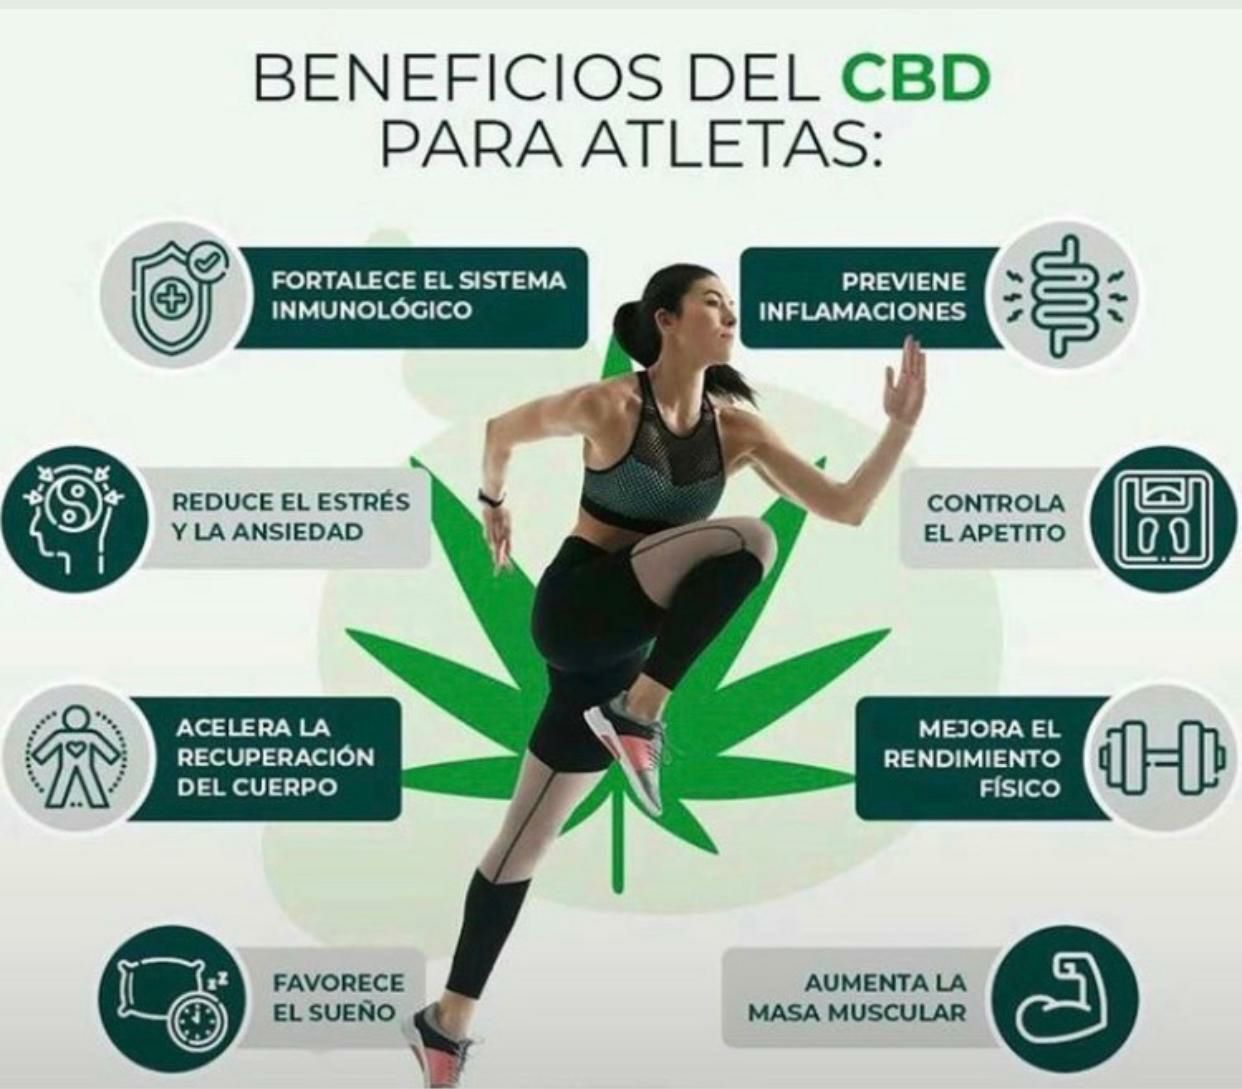 BENEFICIOS DEL CBD
PARA ATLETAS:
FORTALECE EL SISTEMA
INMUNOLÓGICO
PREVIENE
INFLAMACIONES
REDUCE EL ESTRÉS
Y LA ANSIEDAD
CONTROLA
EL APETITO
ACELERA LA
RECUPERACIÓN
DEL CUERPO
MEJORA EL
RENDIMIENTO
FÍSICO
FAVORECE
EL SUEÑO
AUMENTA LA
MASA MUSCULAR